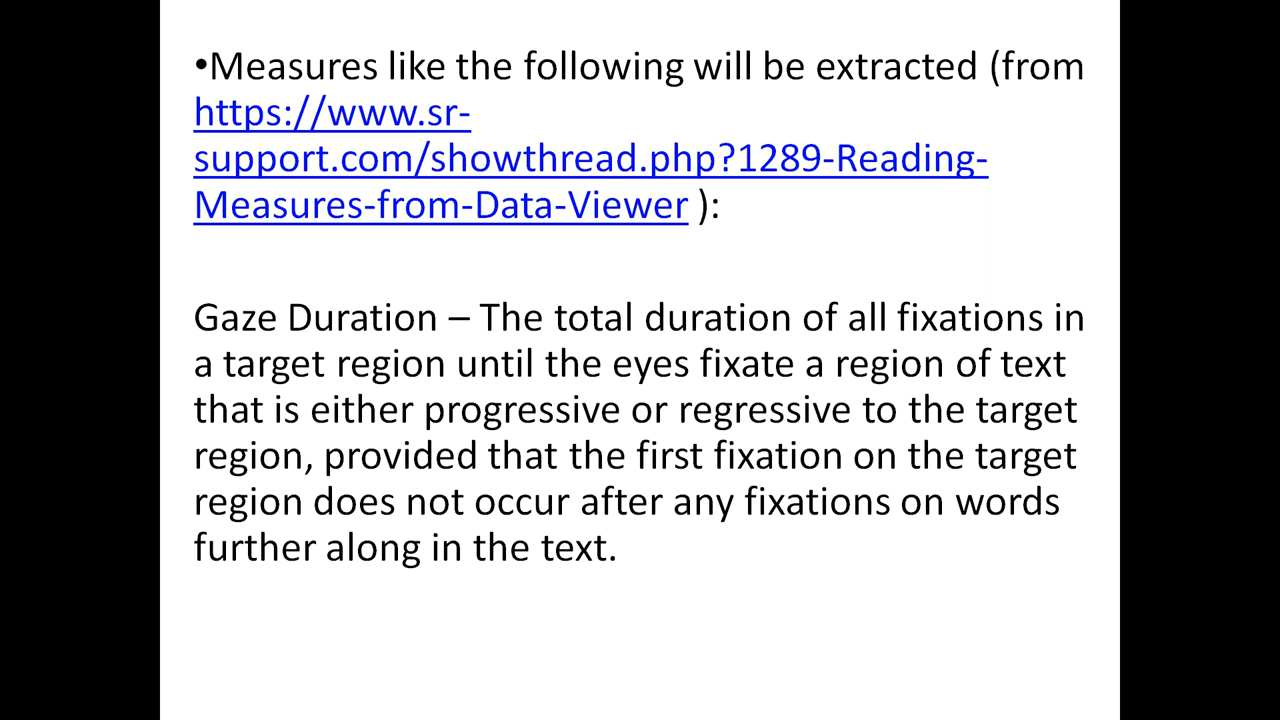 •Measures like the following will be extracted (from
https://www.sr-
support.com/showthread.php?1289-Reading-
Measures-from-Data-Viewer ):
Gaze Duration – The total duration of all fixations in
a target region until the eyes fixate a region of text
that is either progressive or regressive to the target
region, provided that the first fixation on the target
region does not occur after any fixations on words
further along in the text.